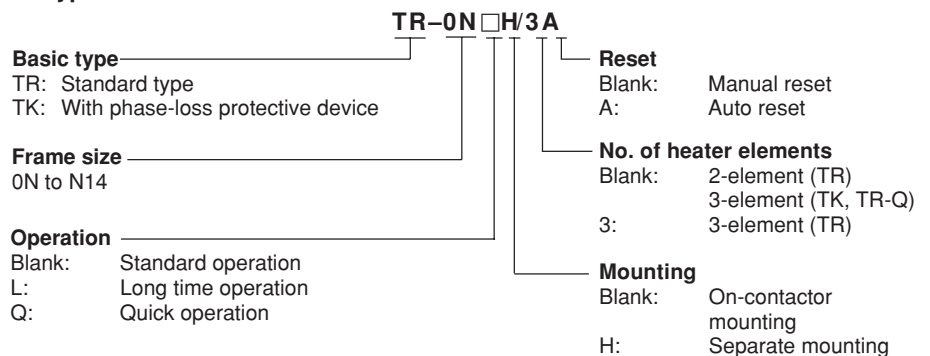 TR–0N□H/3A
Basic type
TR: Standard type
TK: With phase-loss protective device
Frame size
0N to N14
Operation
Blank: Standard operation
L: Long time operation
Q: Quick operation
Reset
Blank: Manual reset
A: Auto reset
No. of heater elements
Blank: 2-element (TR)
3-element (TK, TR-Q)
3: 3-element (TR)
Mounting
Blank: On-contactor
mounting
H: Separate mounting